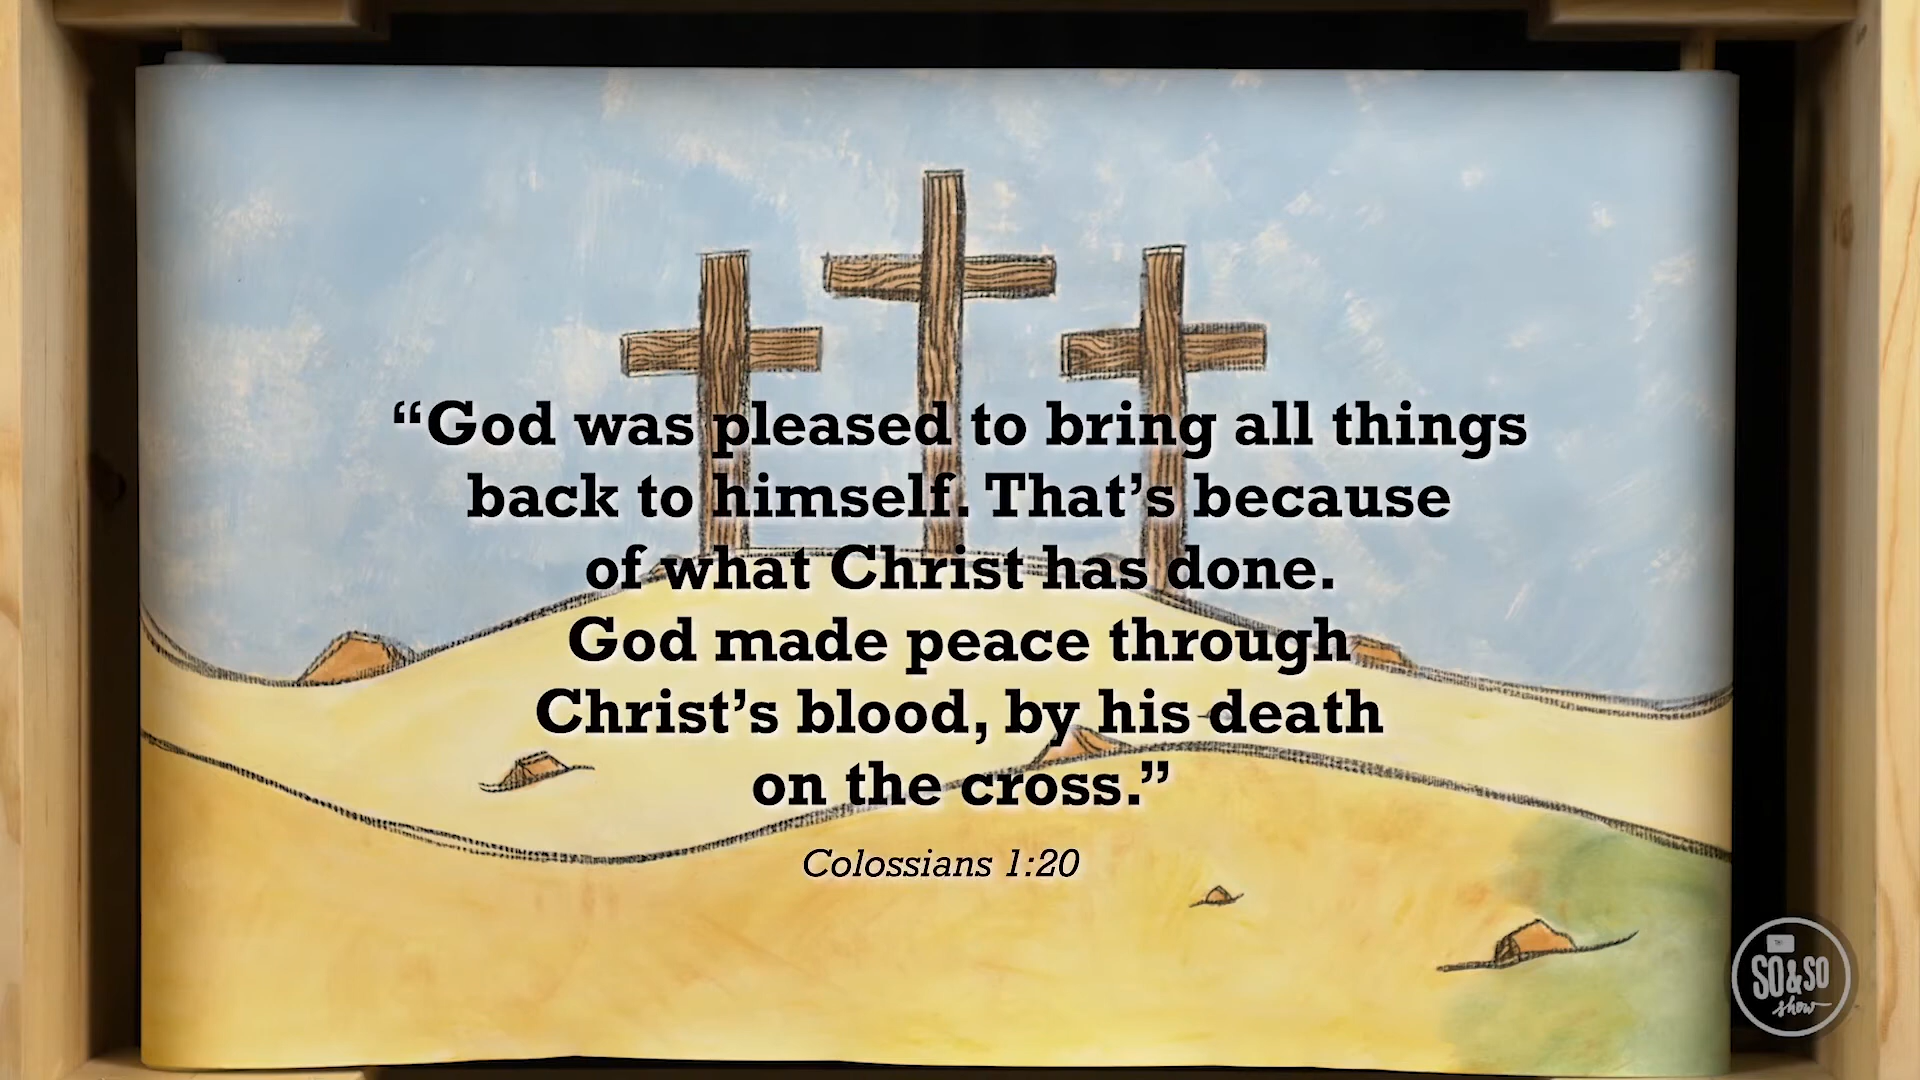 “God was pleased to bring all things
back to himself. That’s because
of what Christ has done.
God made peace through
Christ’s blood, by his death
on the cross.”
Colossians 1:20
SO&SO
show